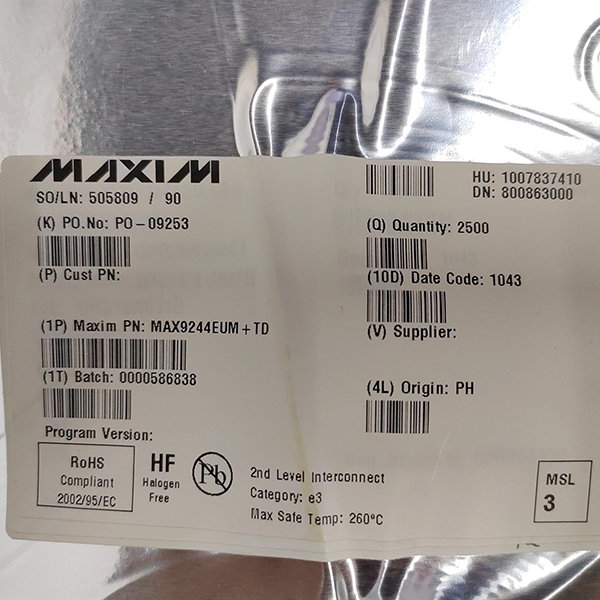 MAXIM
SO/LN: 505809 / 90
HU: 1007837410
DN: 800863000
(K) PO.No: PO-09253
(Q) Quantity: 2500
(P) Cust PN:
(10D) Date Code: 1043
(1P) Maxim PN: MAX9244EUM+TD
(V) Supplier:
(1T) Batch: 0000586838
(4L) Origin: PH
Program Version:
RoHS
Compliant
2002/95/EC
HF
Halogen
Free
Pb
2nd Level Interconnect
Category: e3
Max Safe Temp: 260°C
MSL
3